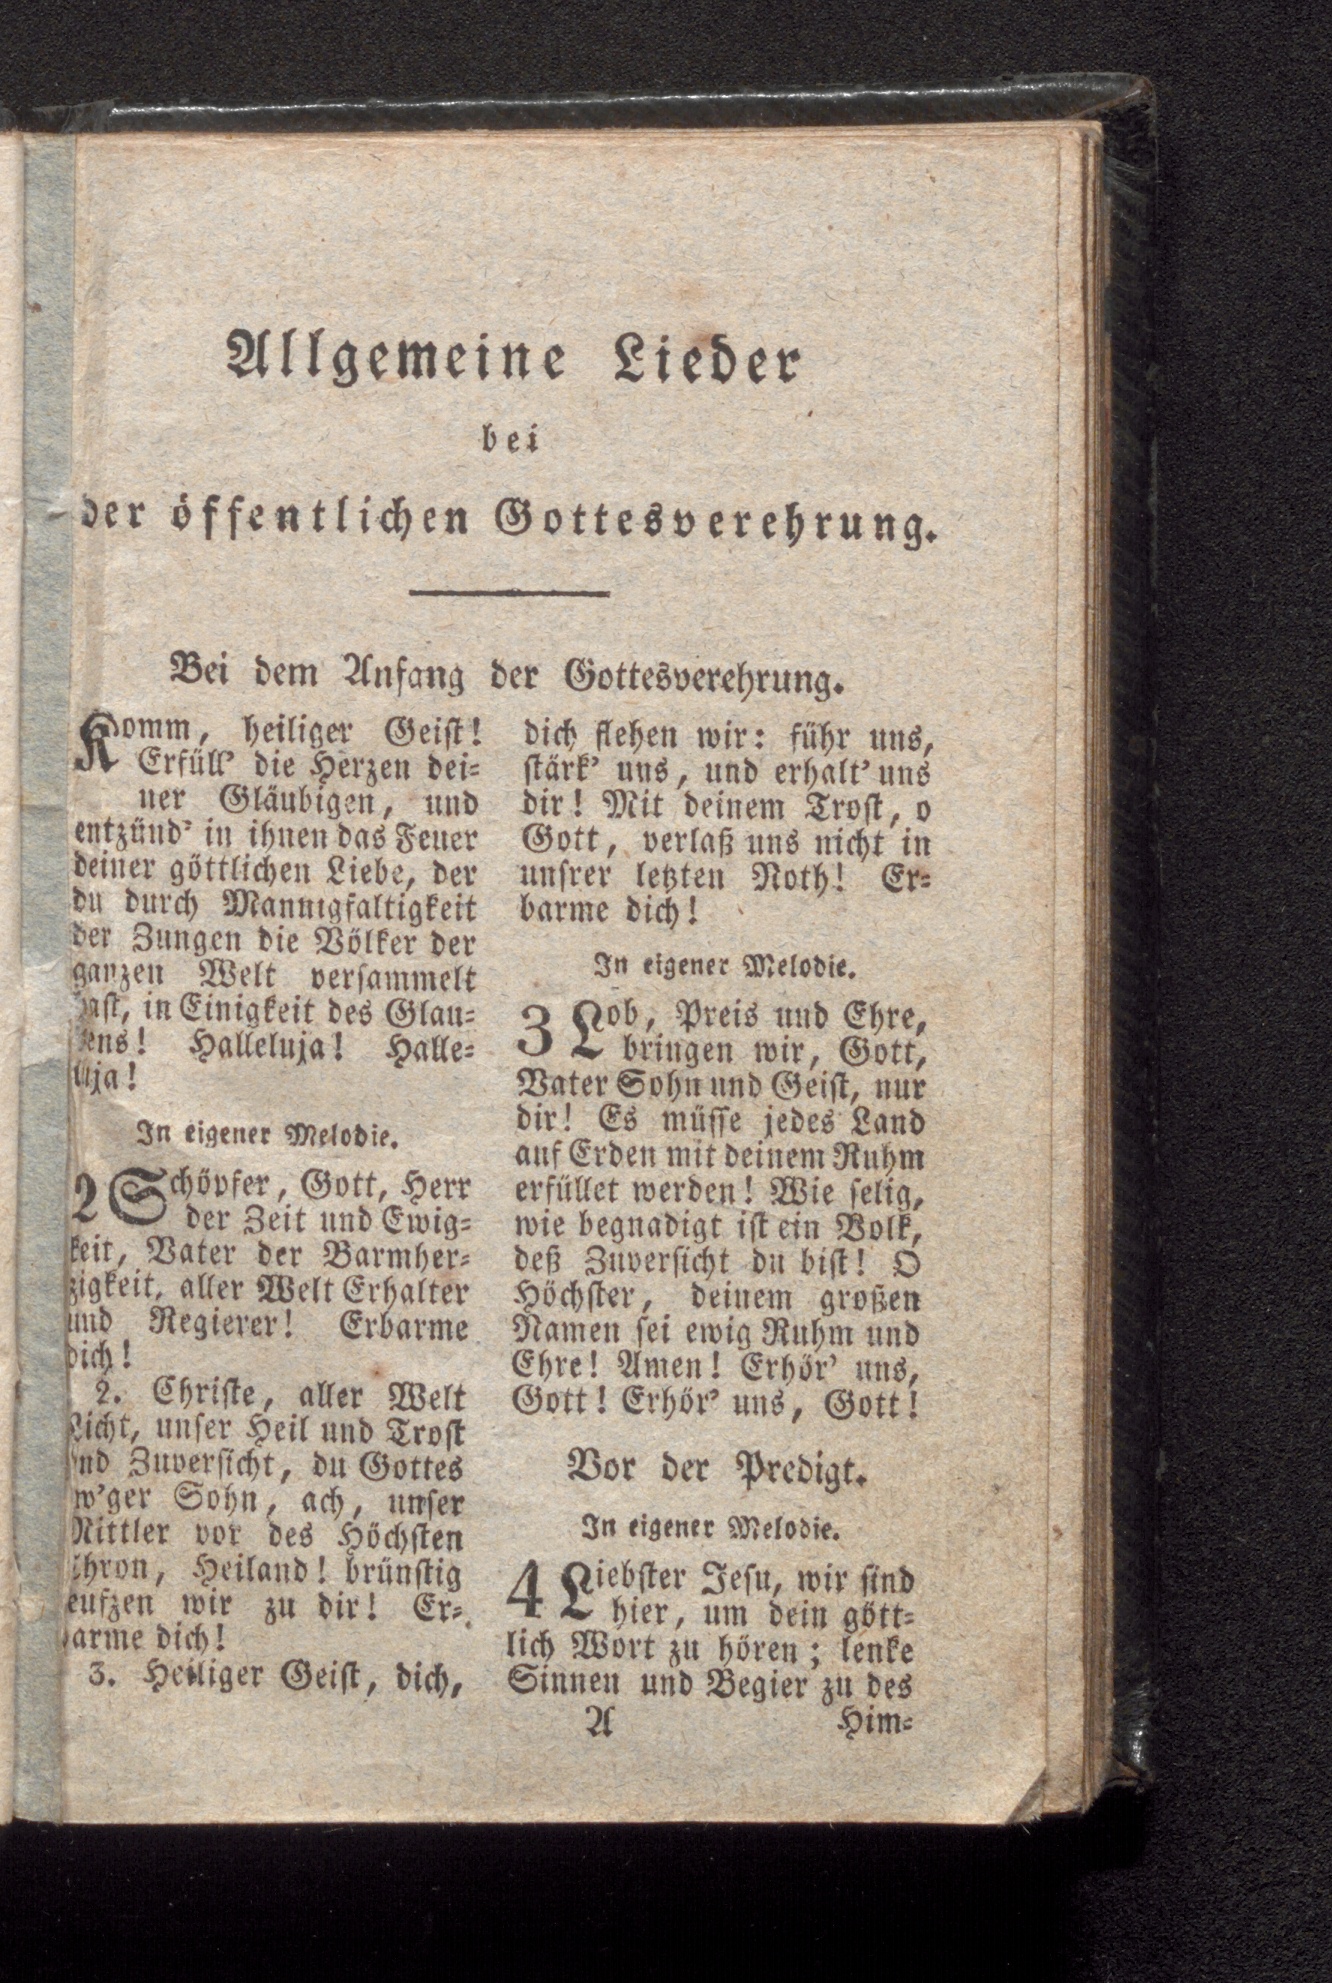 Allgemeine Lieder
bei
der öffentlichen Gottesverehrung.
Bei dem Anfang der Gottesverehrung.
Komm, heiliger Geist!
Erfüll' die Herzen dei-
ner Gläubigen, und
entzünd' in ihnen das Feuer
deiner göttlichen Liebe, der
du durch Mannigfaltigkeit
der Zungen die Völker der
ganzen Welt versammelt
hast, in Einigkeit des Glau-
bens! Halleluja! Halle-
luja!
In eigener Melodie.
2 Schöpfer, Gott, Herr
der Zeit und Ewig-
keit, Vater der Barmher-
zigkeit, aller Welt Erhalter
und Regierer! Erbarme
dich!
2. Christe, aller Welt
Licht, unser Heil und Trost
und Zuversicht, du Gottes
ew'ger Sohn, ach, unser
Mittler vor des Höchsten
Thron, Heiland! brünstig
seufzen wir zu dir! Er-
barme dich!
3. Heiliger Geist, dich,
dich flehen wir: führ uns,
stärk' uns, und erhalt' uns
dir! Mit deinem Trost, o
Gott, verlaß uns nicht in
unsrer letzten Noth! Er-
barme dich!
In eigener Melodie.
3 Lob, Preis und Ehre,
bringen wir, Gott,
Vater Sohn und Geist, nur
dir! Es müsse jedes Land
auf Erden mit deinem Ruhm
erfüllet werden! Wie selig,
wie begnadigt ist ein Volk,
deß Zuversicht du bist! O
Höchster, deinem großen
Namen sei ewig Ruhm und
Ehre! Amen! Erhör' uns,
Gott! Erhör' uns, Gott!
Vor der Predigt.
In eigener Melodie.
4 Liebster Jesu, wir sind
hier, um dein gött-
lich Wort zu hören; lenke
Sinnen und Begier zu des
A Him-